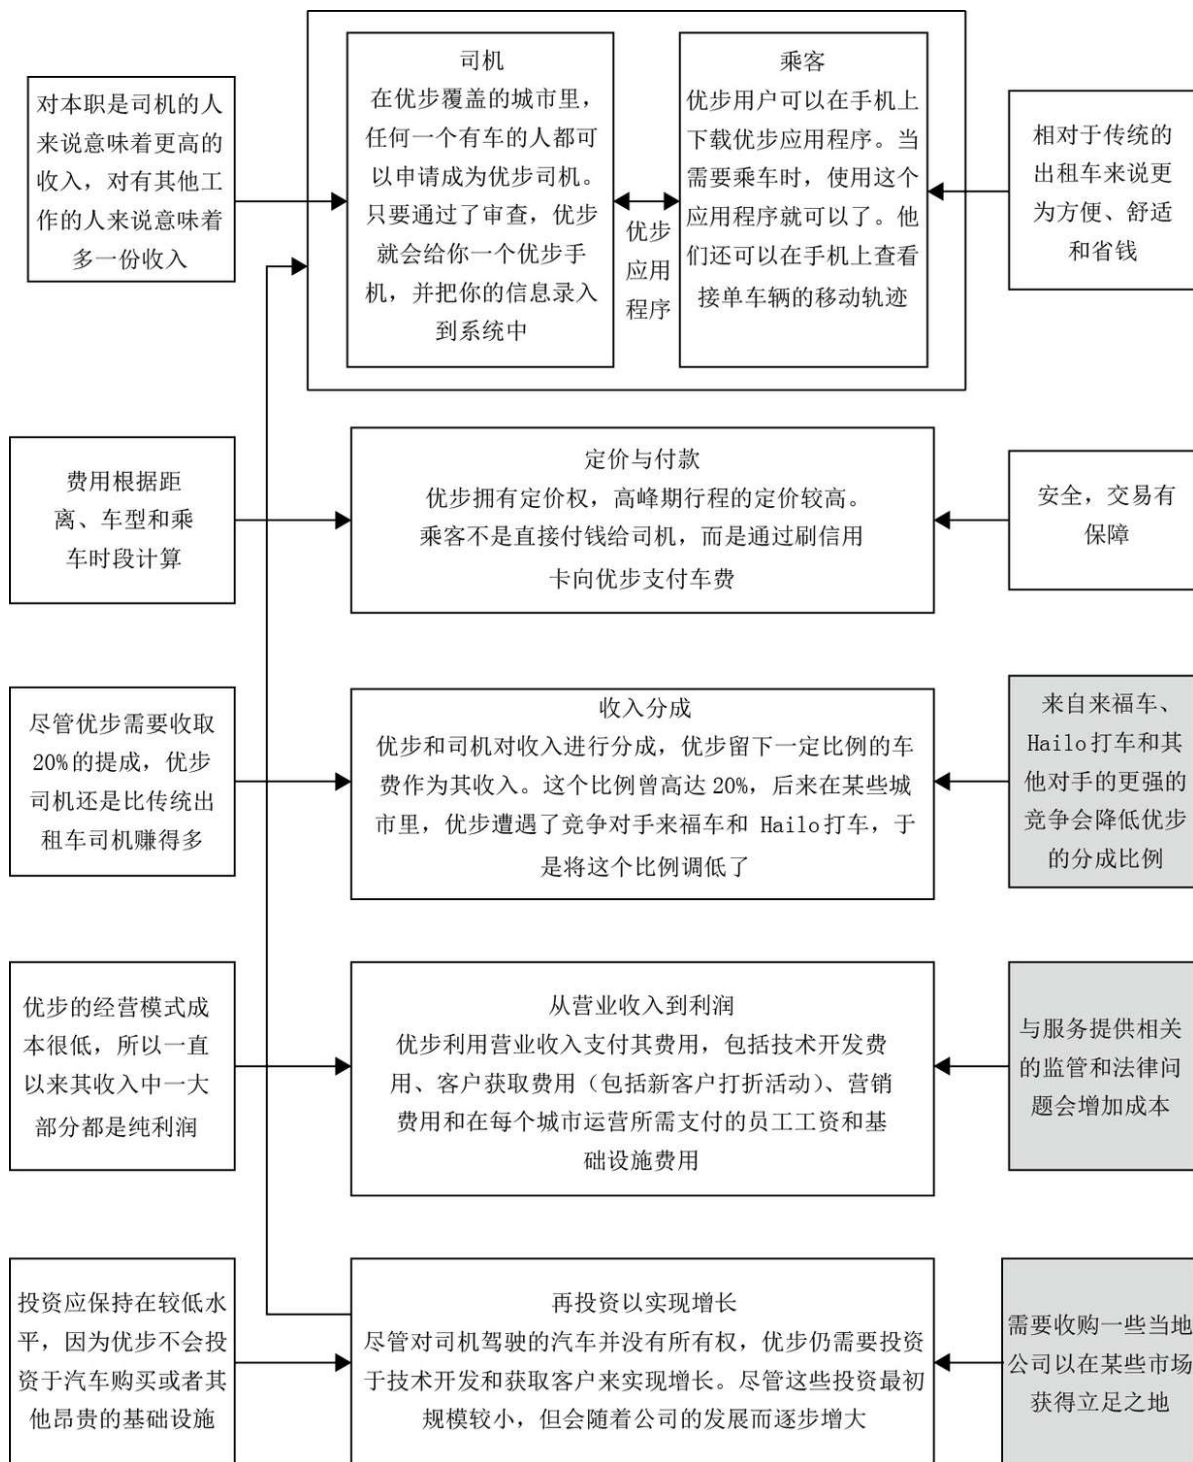 对本职是司机的人
来说意味着更高的
收入，对有其他工
作的人来说意味着
多一份收入
司机
在优步覆盖的城市里，
任何一个有车的人都可
以申请成为优步司机。
只要通过了审查，优步
就会给你一个优步手
机，并把你的信息录入
到系统中
优步
应用
程序
乘客
优步用户可以在手机上
下载优步应用程序。当
需要乘车时，使用这个
应用程序就可以了。他
们还可以在手机上查看
接单车辆的移动轨迹
相对于传统的
出租车来说更
为方便、舒适
和省钱
费用根据距
离、车型和乘
车时段计算
定价与付款
优步拥有定价权，高峰期行程的定价较高。
乘客不是直接付钱给司机，而是通过刷信用
卡向优步支付车费
安全，交易有
保障
尽管优步需要收取
20%的提成，优步
司机还是比传统出
租车司机赚得多
收入分成
优步和司机对收入进行分成，优步留下一定比例的车
费作为其收入。这个比例曾高达 20%，后来在某些城
市里，优步遭遇了竞争对手来福车和 Hailo打车，于
是将这个比例调低了
来自来福车、
Hailo打车和其
他对手的更强的
竞争会降低优步
的分成比例
优步的经营模式成
本很低，所以一直
以来其收入中一大
部分都是纯利润
从营业收入到利润
优步利用营业收入支付其费用，包括技术开发费
用、客户获取费用（包括新客户打折活动）、营销
费用和在每个城市运营所需支付的员工工资和基
础设施费用
与服务提供相关
的监管和法律问
题会增加成本
投资应保持在较低水
平，因为优步不会投
资于汽车购买或者其
他昂贵的基础设施
再投资以实现增长
尽管对司机驾驶的汽车并没有所有权，优步仍需要投资
于技术开发和获取客户来实现增长。尽管这些投资最初
规模较小，但会随着公司的发展而逐步增大
需要收购一些当地
公司以在某些市场
获得立足之地